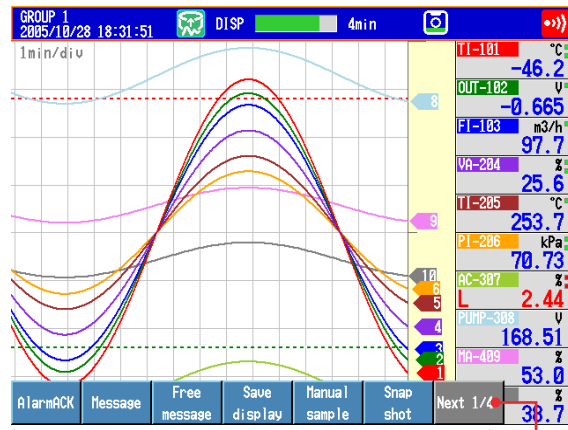 GROUP 1
2005/10/28 18:31:51
DISP
4min
1min/div
TI-101 °C
-46.2
OUT-102 V
-0.665
FI-103 m3/h
97.7
VA-204 %
25.6
TI-205 °C
253.7
PI-206 kPa
70.73
AC-307 %
L 2.44
PUMP-308 V
168.51
MA-409 %
53.0
%
38.7
8
9
10
6
5
4
3
2
1
AlarmACK
Message
Free message
Save display
Manual sample
Snap shot
Next 1/4